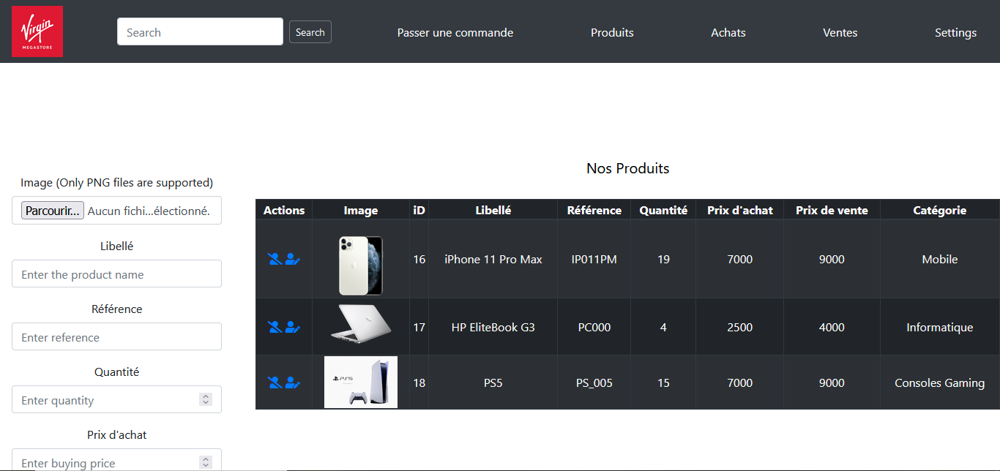 Virgin
MEGASTORE
Search
Search
Passer une commande
Produits
Achats
Ventes
Settings
Image (Only PNG files are supported)
Parcourir... Aucun fichi...électionné.
Libellé
Enter the product name
Référence
Enter reference
Quantité
Enter quantity
Prix d'achat
Enter buying price
Nos Produits
Actions Image iD Libellé Référence Quantité Prix d'achat Prix de vente Catégorie
16 iPhone 11 Pro Max IP011PM 19 7000 9000 Mobile
17 HP EliteBook G3 PC000 4 2500 4000 Informatique
PS5 18 PS5 PS_005 15 7000 9000 Consoles Gaming